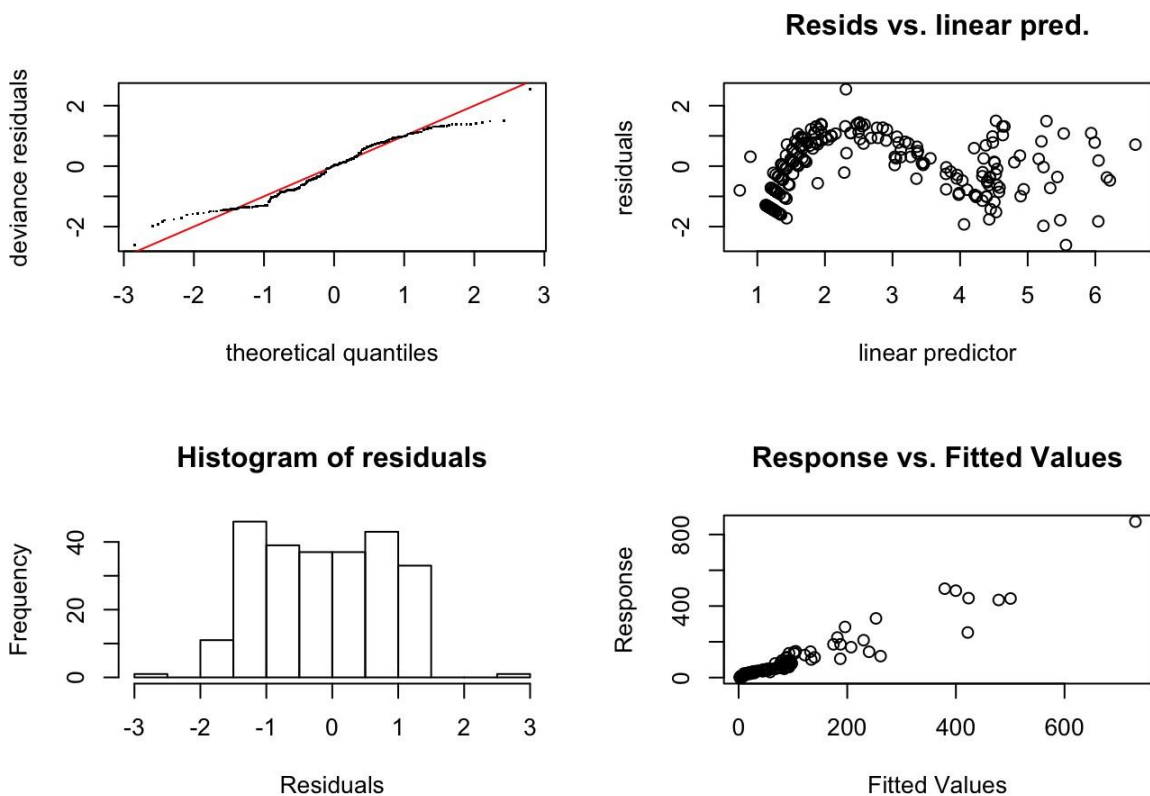 deviance residuals
2
0
-2
-3 -2 -1 0 1 2 3
theoretical quantiles
Resids vs. linear pred.
residuals
2
0
-2
1 2 3 4 5 6
linear predictor
Histogram of residuals
Frequency
40
20
0
-3 -2 -1 0 1 2 3
Residuals
Response vs. Fitted Values
Response
800
400
0
0 200 400 600
Fitted Values